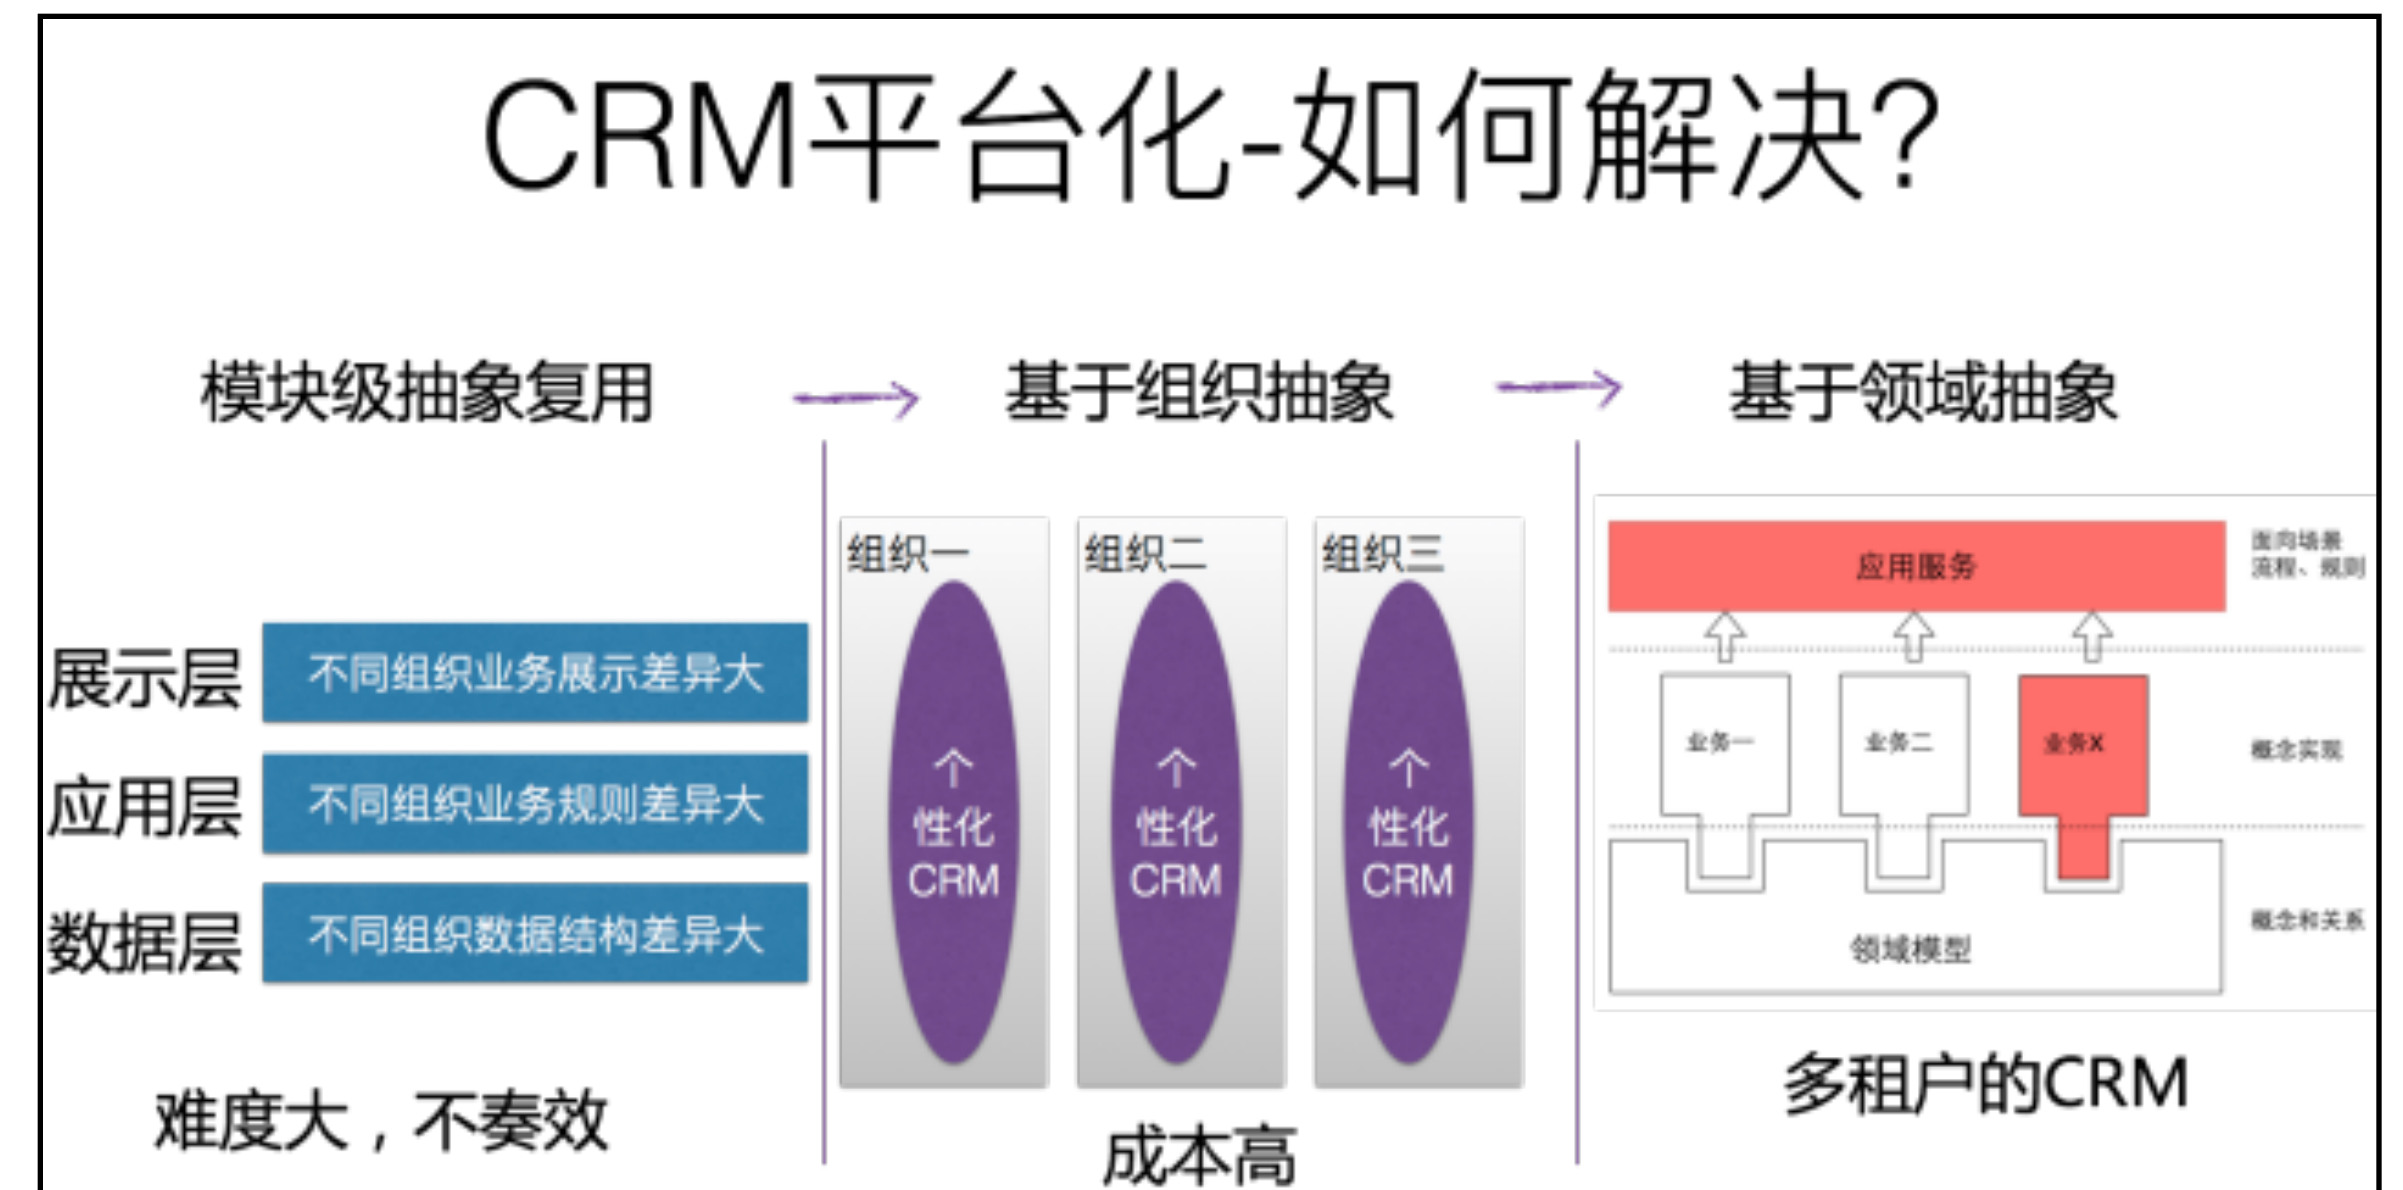 CRM平台化-如何解决?
模块级抽象复用
基于组织抽象
基于领域抽象
展示层
不同组织业务展示差异大
应用层
不同组织业务规则差异大
数据层
不同组织数据结构差异大
难度大，不奏效
组织一
个
性化
CRM
组织二
个
性化
CRM
组织三
个
性化
CRM
成本高
应用服务
面向场景
流程、规则
业务一
业务二
业务X
概念实现
领域模型
概念和关系
多租户的CRM